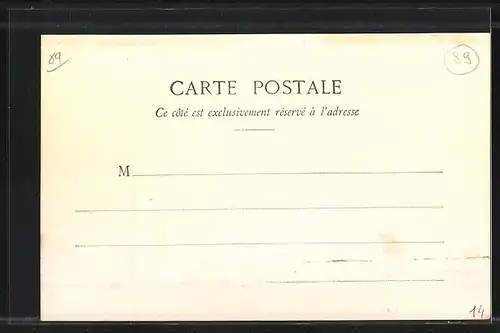 89
89
CARTE POSTALE
Ce côté est exclusivement réservé à l'adresse
M
14